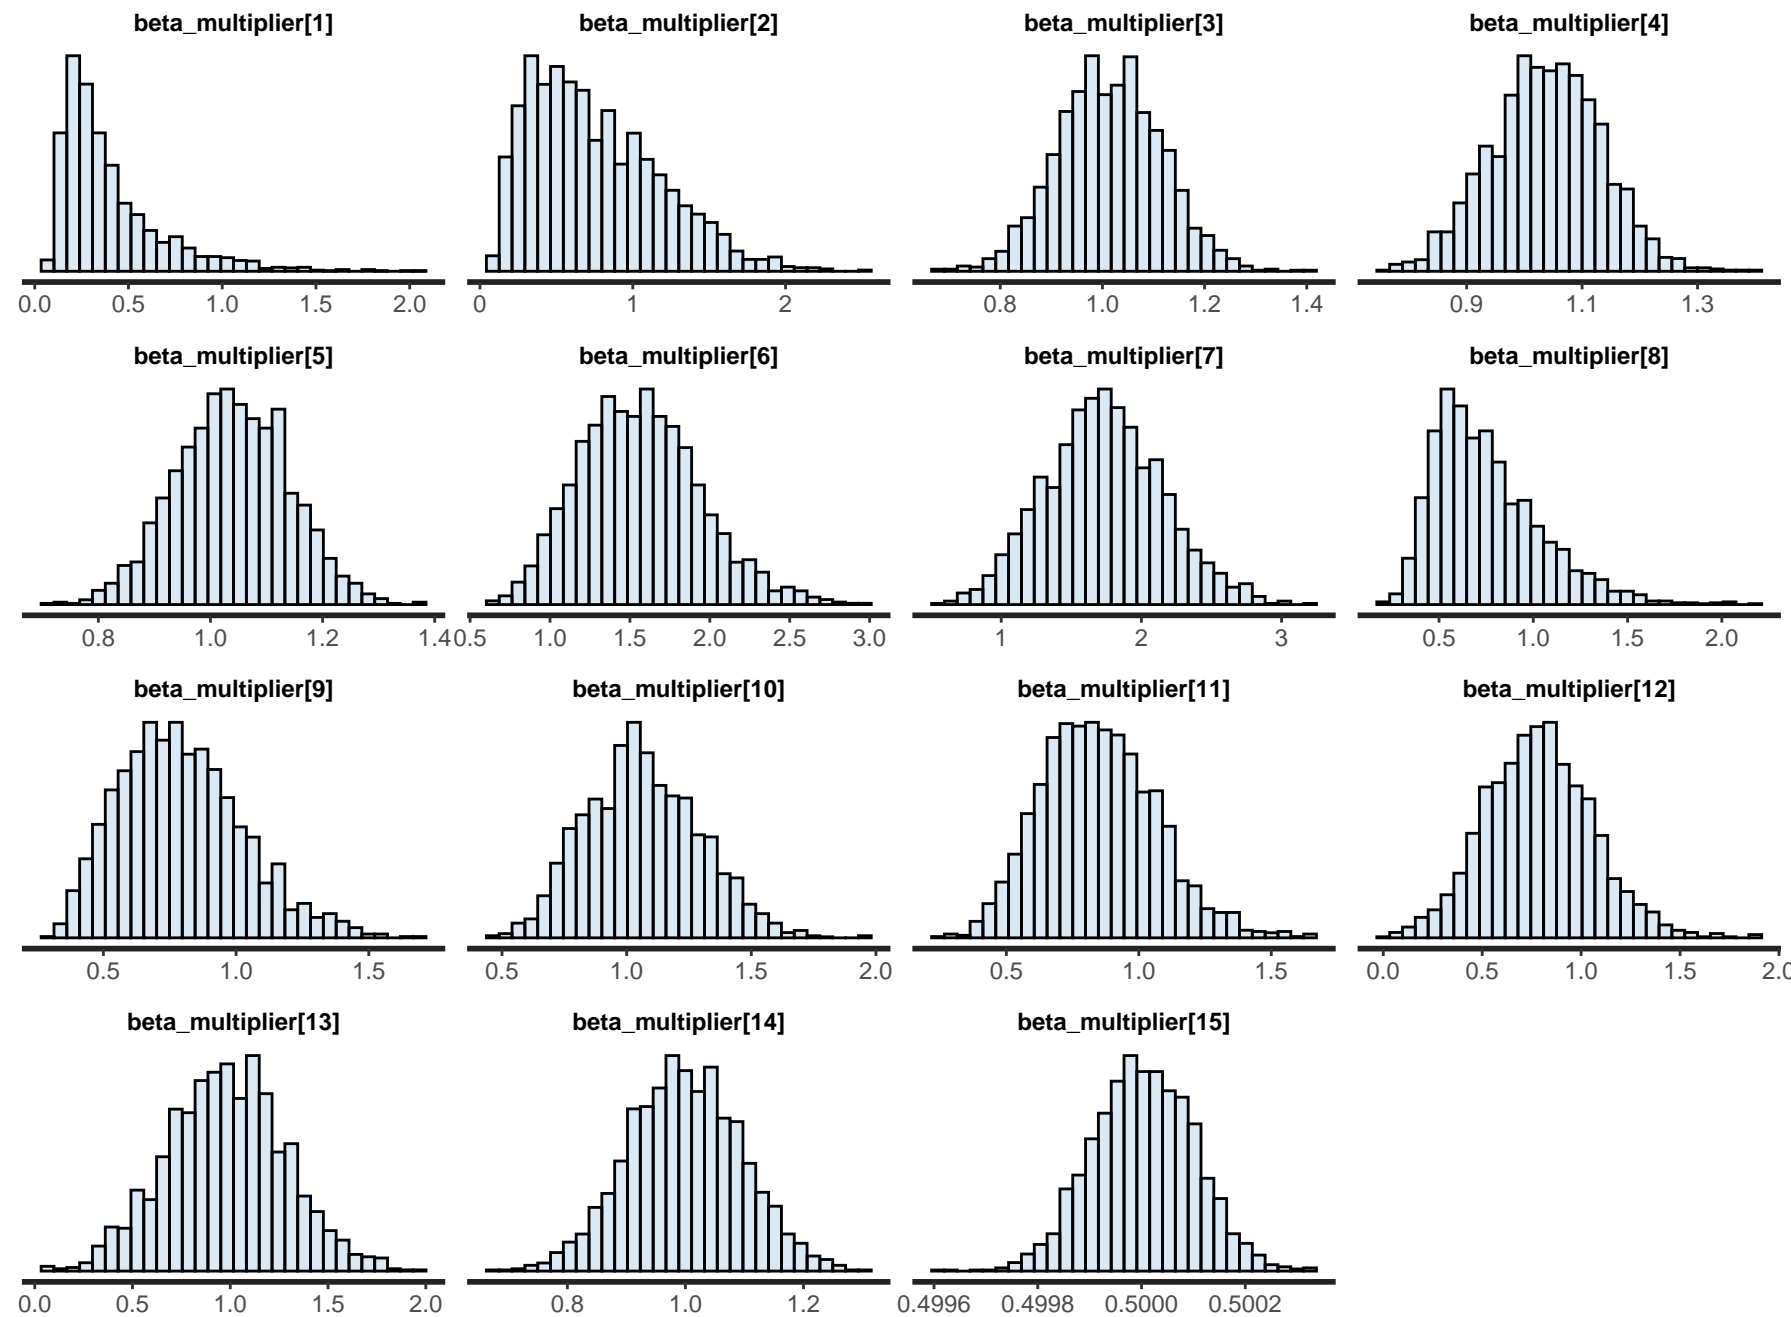 beta_multiplier[1] beta_multiplier[2] beta_multiplier[3] beta_multiplier[4]
0.0 0.5 1.0 1.5 2.0 0 1 2 0.8 1.0 1.2 1.4 0.9 1.1 1.3
beta_multiplier[5] beta_multiplier[6] beta_multiplier[7] beta_multiplier[8]
0.8 1.0 1.2 1.4 0.5 1.0 1.5 2.0 2.5 3.0 1 2 3 0.5 1.0 1.5 2.0
beta_multiplier[9] beta_multiplier[10] beta_multiplier[11] beta_multiplier[12]
0.5 1.0 1.5 0.5 1.0 1.5 2.0 0.5 1.0 1.5 0.0 0.5 1.0 1.5 2.0
beta_multiplier[13] beta_multiplier[14] beta_multiplier[15]
0.0 0.5 1.0 1.5 2.0 0.8 1.0 1.2 0.4996 0.4998 0.5000 0.5002